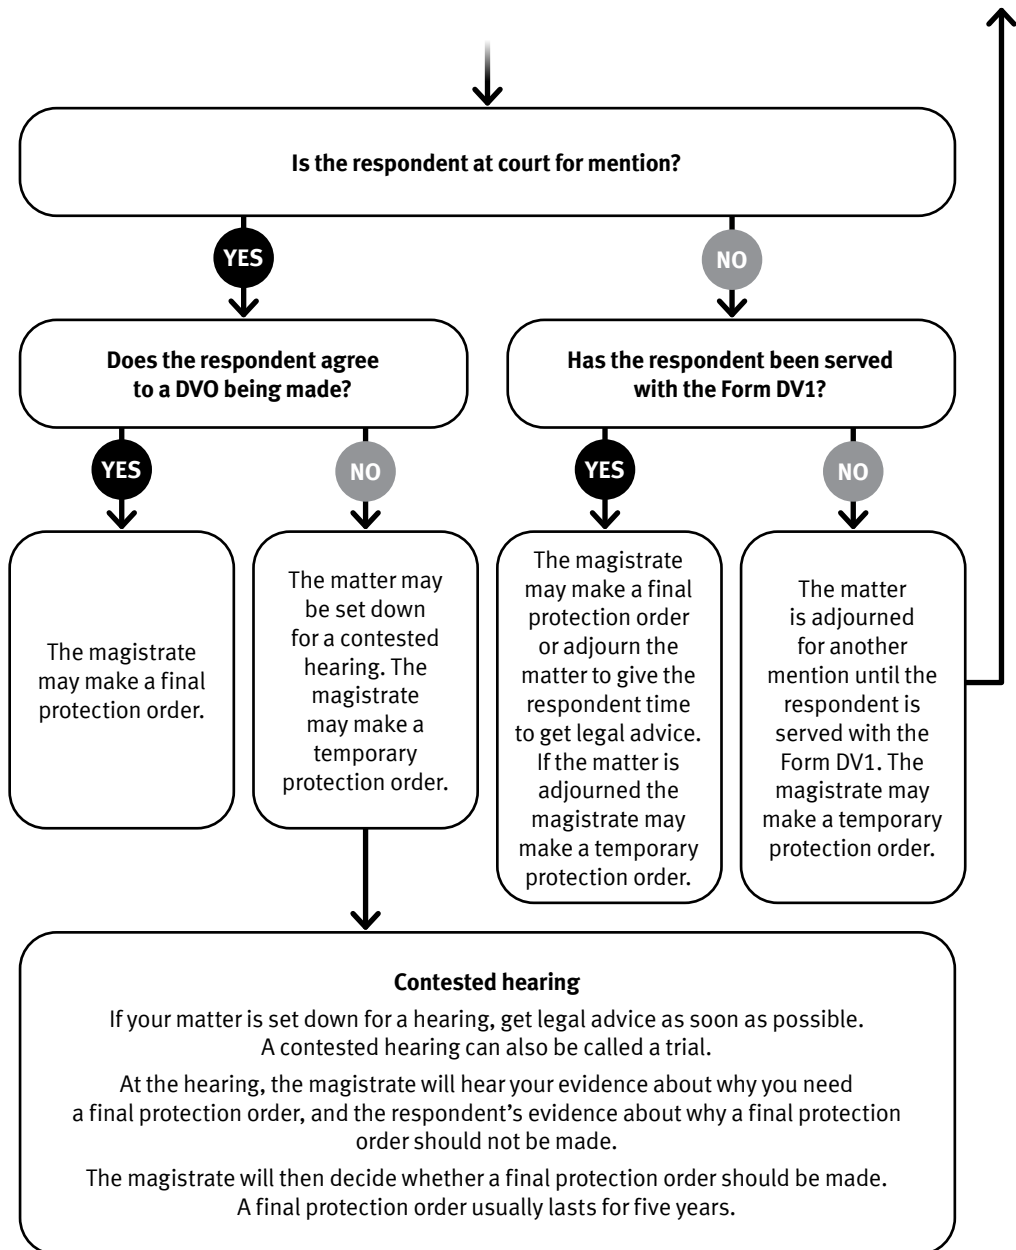 Is the respondent at court for mention?
YES
NO
Does the respondent agree
to a DVO being made?
Has the respondent been served
with the Form DV1?
YES
NO
YES
NO
The magistrate
may make a final
protection order.
The matter may
be set down
for a contested
hearing. The
magistrate
may make a
temporary
protection order.
The magistrate
may make a final
protection order
or adjourn the
matter to give the
respondent time
to get legal advice.
If the matter is
adjourned the
magistrate may
make a temporary
protection order.
The matter
is adjourned
for another
mention until the
respondent is
served with the
Form DV1. The
magistrate may
make a temporary
protection order.
Contested hearing
If your matter is set down for a hearing, get legal advice as soon as possible.
A contested hearing can also be called a trial.
At the hearing, the magistrate will hear your evidence about why you need
a final protection order, and the respondent’s evidence about why a final protection
order should not be made.
The magistrate will then decide whether a final protection order should be made.
A final protection order usually lasts for five years.